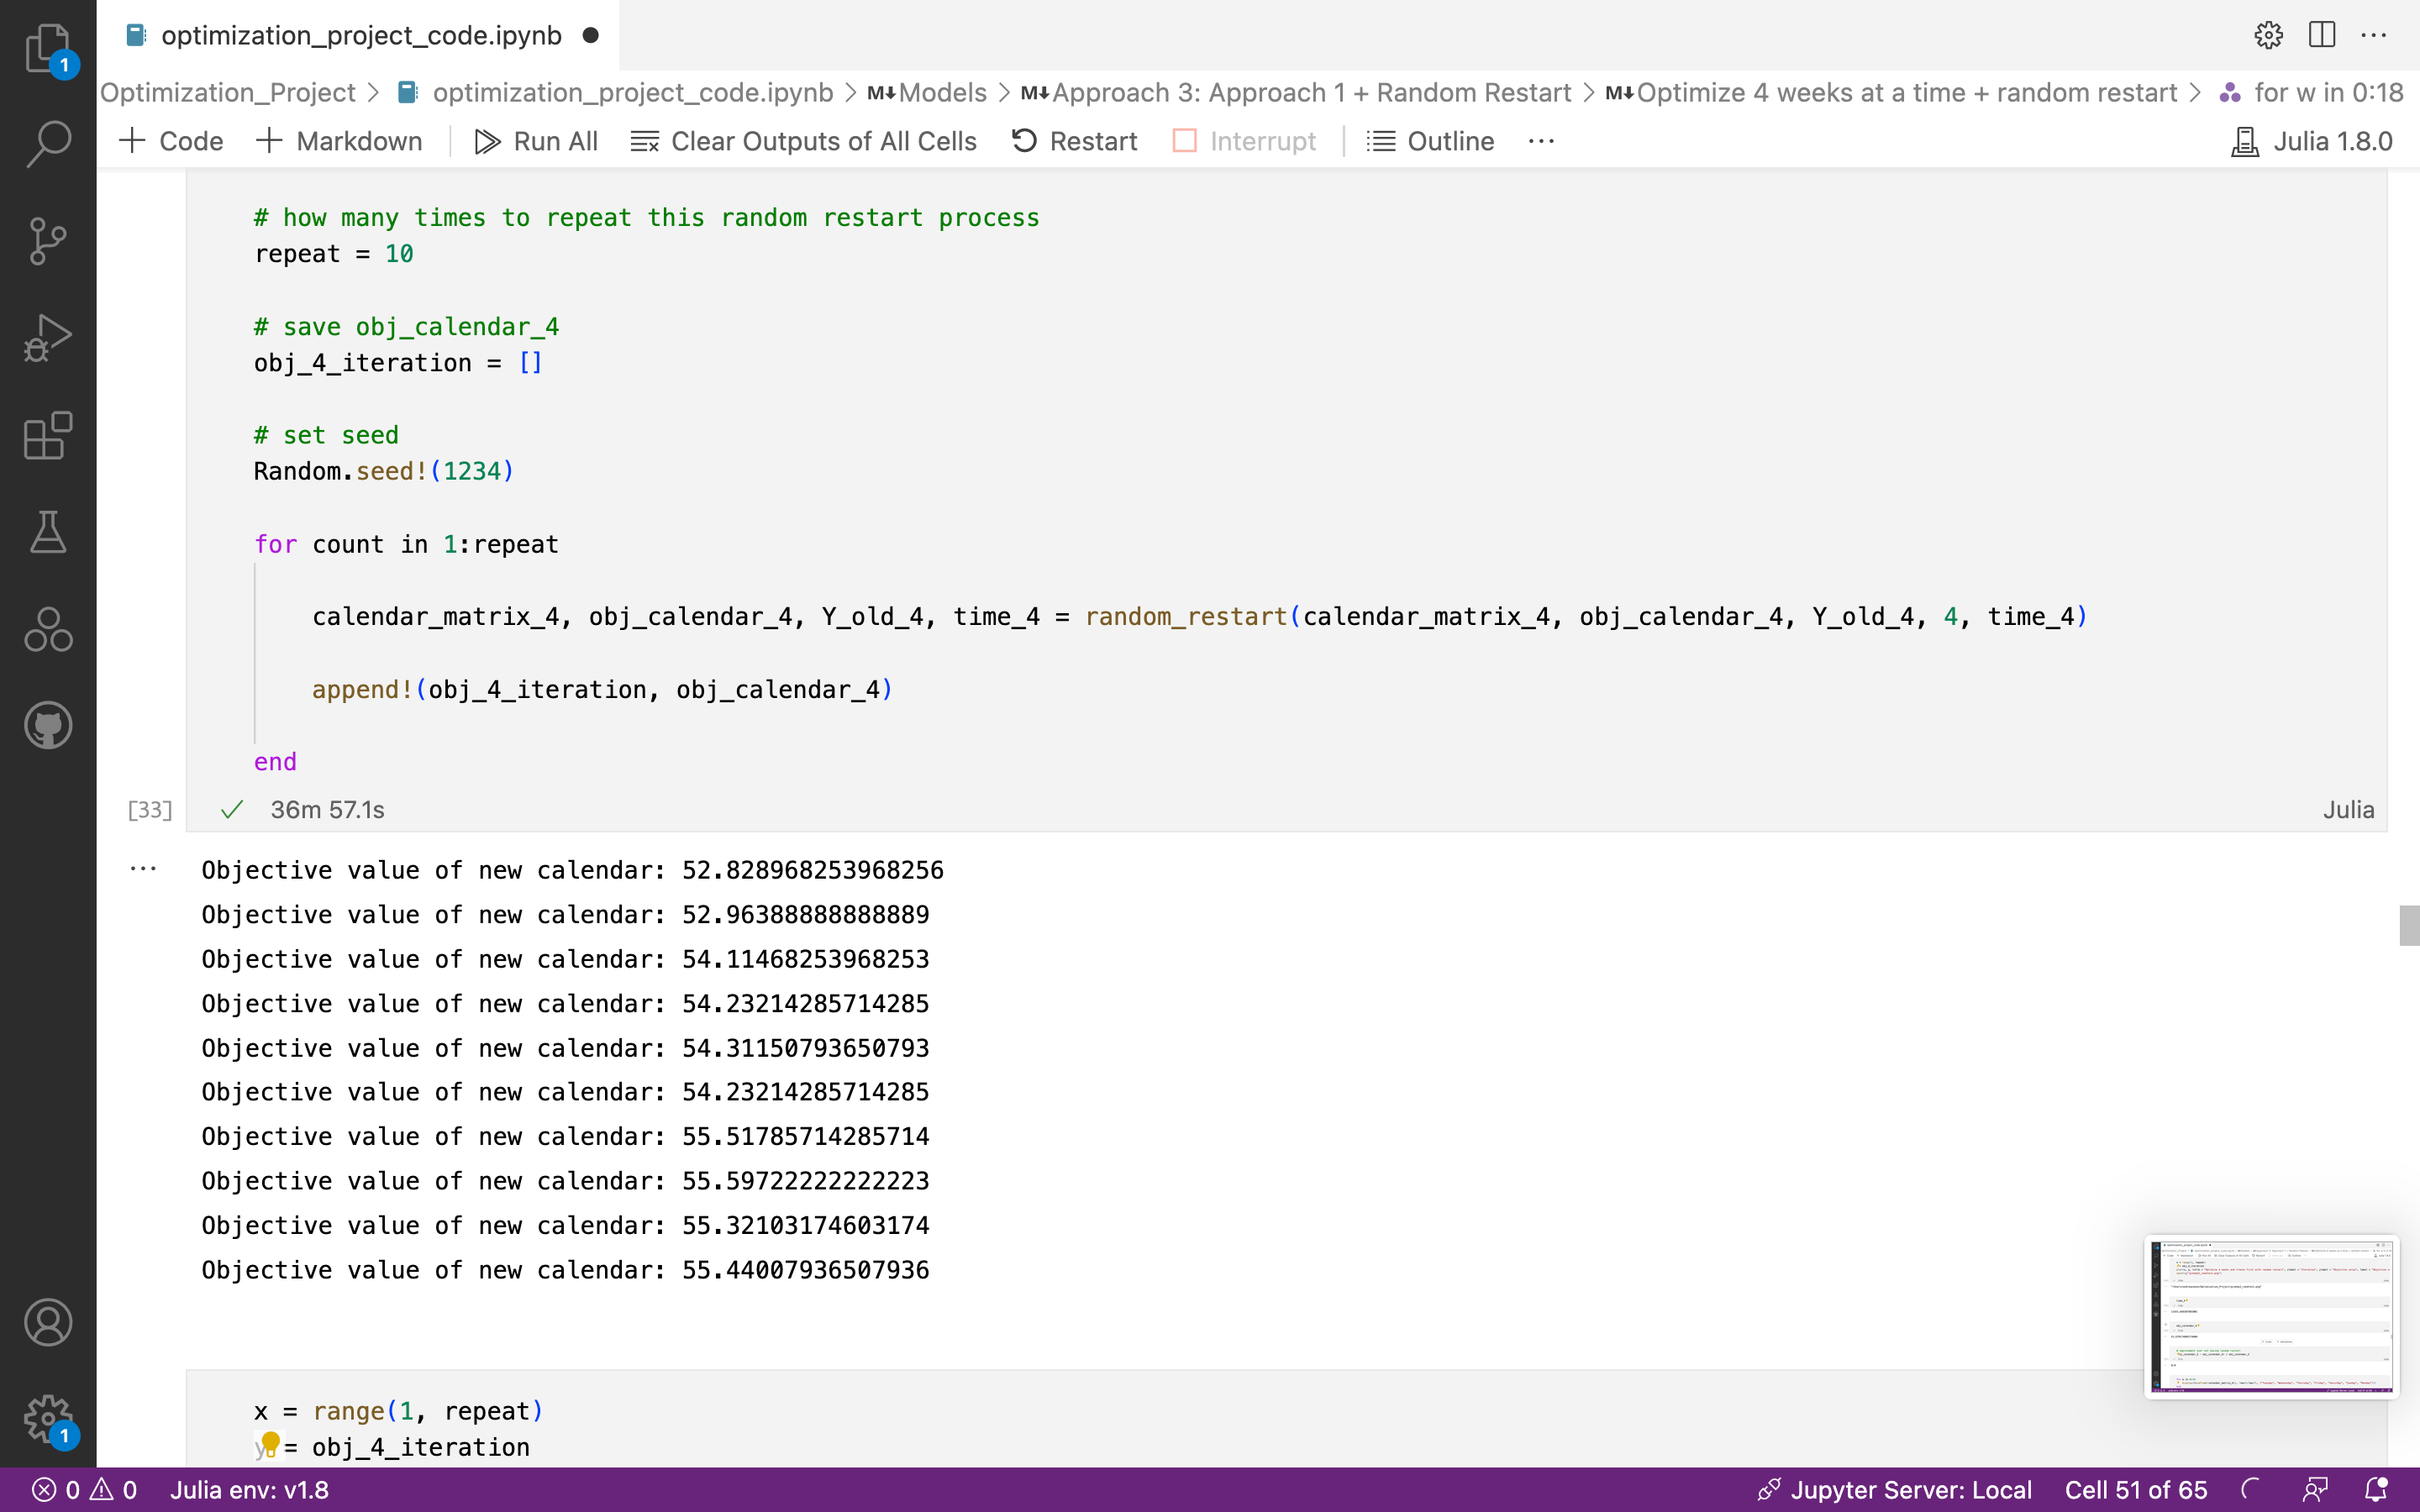 optimization_project_code.ipynb
Optimization_Project > optimization_project_code.ipynb > M↓Models > M↓Approach 3: Approach 1 + Random Restart > M↓Optimize 4 weeks at a time + random restart > for w in 0:18
+ Code + Markdown Run All Clear Outputs of All Cells Restart Interrupt Outline ... Julia 1.8.0
# how many times to repeat this random restart process
repeat = 10
# save obj_calendar_4
obj_4_iteration = []
# set seed
Random.seed!(1234)
for count in 1:repeat
calendar_matrix_4, obj_calendar_4, Y_old_4, time_4 = random_restart(calendar_matrix_4, obj_calendar_4, Y_old_4, 4, time_4)
append!(obj_4_iteration, obj_calendar_4)
end
[33] 36m 57.1s Julia
Objective value of new calendar: 52.828968253968256
Objective value of new calendar: 52.96388888888889
Objective value of new calendar: 54.11468253968253
Objective value of new calendar: 54.23214285714285
Objective value of new calendar: 54.31150793650793
Objective value of new calendar: 54.23214285714285
Objective value of new calendar: 55.51785714285714
Objective value of new calendar: 55.59722222222223
Objective value of new calendar: 55.32103174603174
Objective value of new calendar: 55.44007936507936
x = range(1, repeat)
y = obj_4_iteration
1
1
0 0 Julia env: v1.8 Jupyter Server: Local Cell 51 of 65